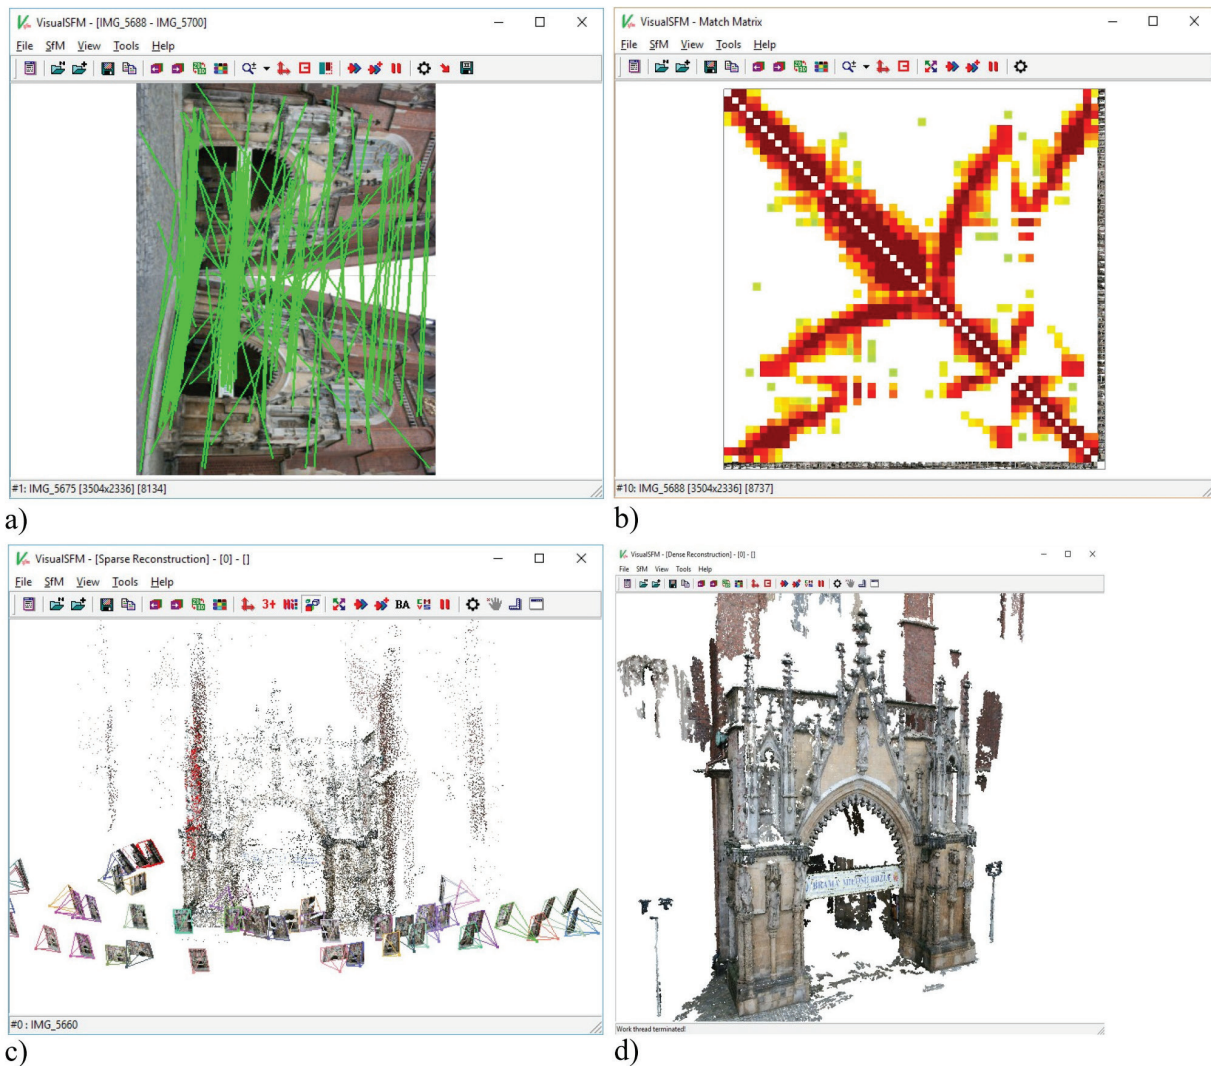 VisualSFM - [IMG_5688 - IMG_5700]
File SfM View Tools Help
#1: IMG_5675 [3504x2336] [8134]
a)
VisualSFM - Match Matrix
File SfM View Tools Help
#10: IMG_5688 [3504x2336] [8737]
b)
VisualSFM - [Sparse Reconstruction] - [0] - []
File SfM View Tools Help
3+ BA
#0 : IMG_5660
c)
VisualSFM - [Dense Reconstruction] - [0] - []
File SfM View Tools Help
BRAMA
Work thread terminated!
d)